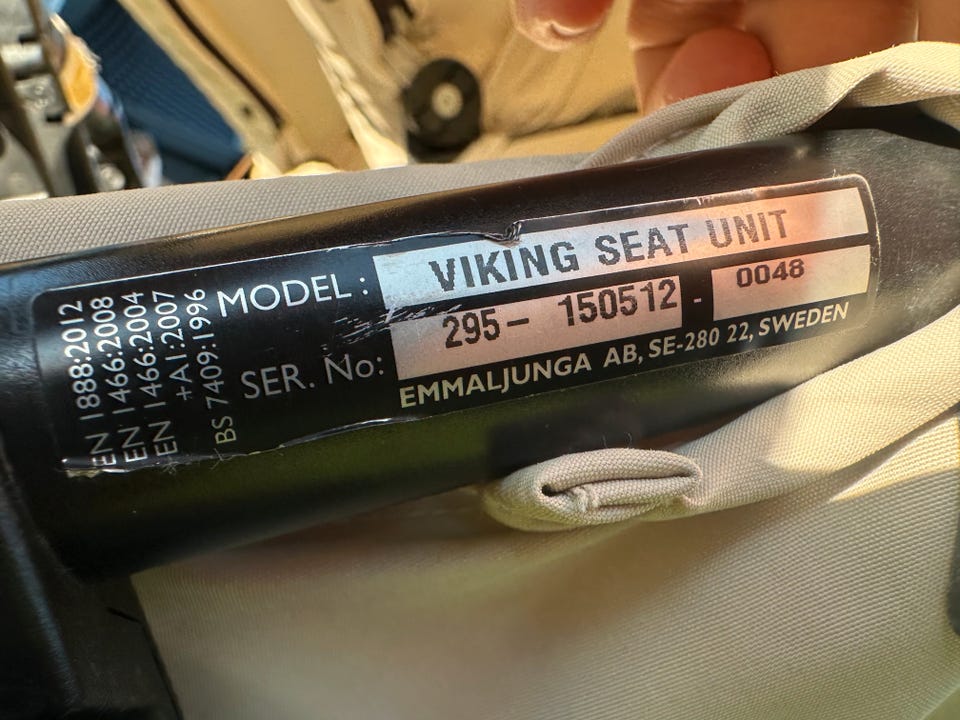 MODEL: VIKING SEAT UNIT
SER. No: 295- 150512 - 0048
EMMALJUNGA AB, SE-280 22, SWEDEN
EN 1888:2012
EN 1466:2008
EN 1466:2004
+A1:2007
BS 7409:1996